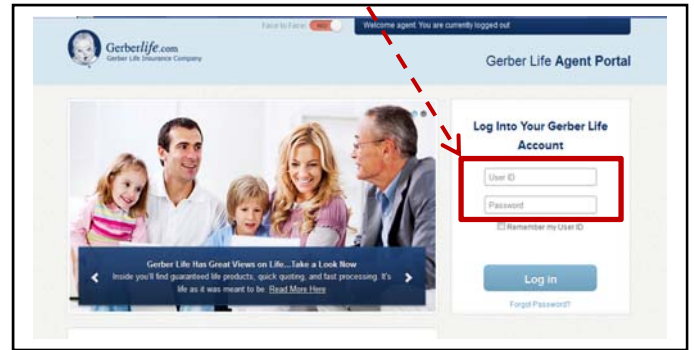 Face to Face: NO
Welcome agent. You are currently logged out
Gerberlife.com
Gerber Life Insurance Company
Gerber Life Agent Portal
Log Into Your Gerber Life
Account
User ID
Password
Remember my User ID
Log in
Forgot Password?
Gerber Life Has Great Views on Life...Take a Look Now
Inside you'll find guaranteed life products, quick quoting, and fast processing. It's
life as it was meant to be. Read More Here